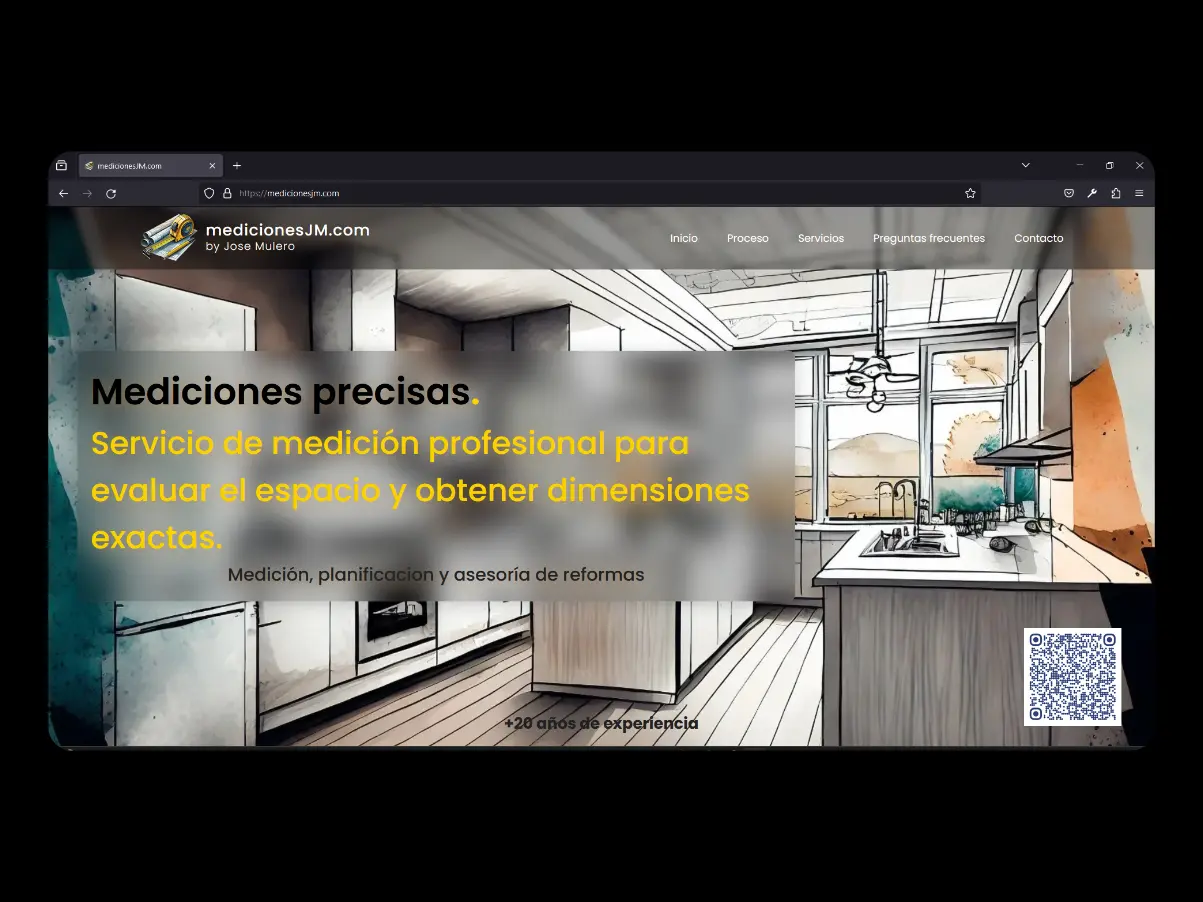 medicionesJM.com
https://medicionesjm.com
medicionesJM.com
by Jose Mulero
Inicio Proceso Servicios Preguntas frecuentes Contacto
Mediciones precisas.
Servicio de medición profesional para
evaluar el espacio y obtener dimensiones
exactas.
Medición, planificacion y asesoría de reformas
+20 años de experiencia